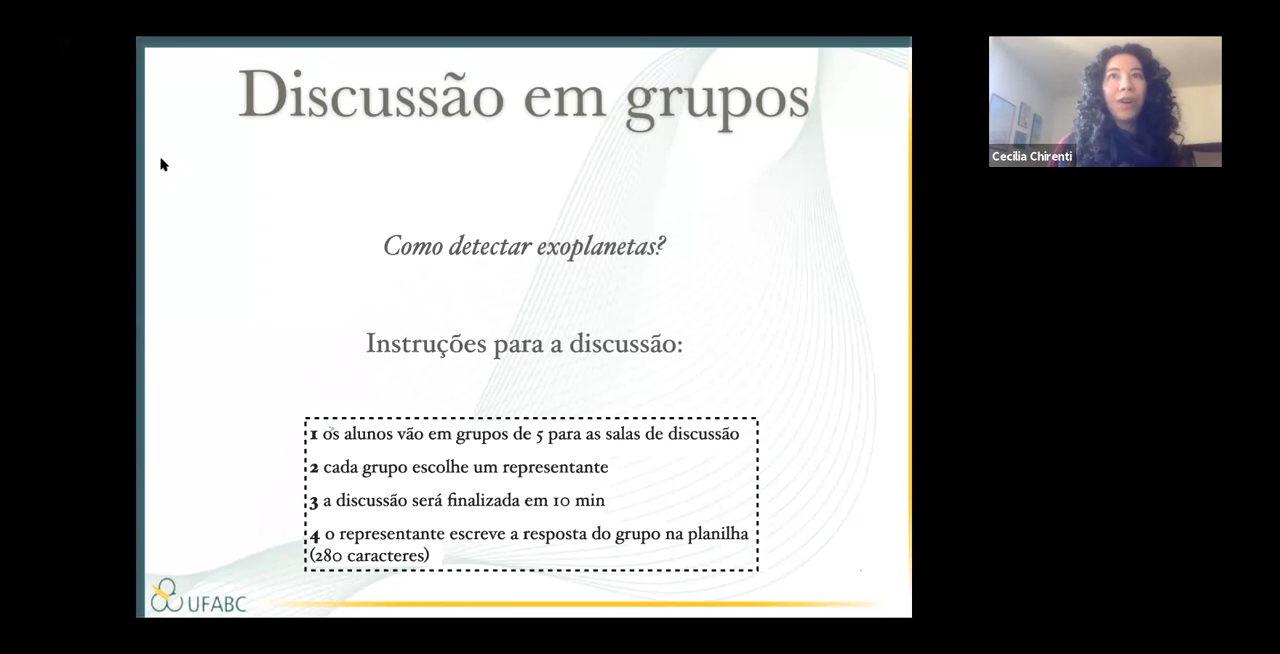 Discussão em grupos
Como detectar exoplanetas?
Instruções para a discussão:
1 os alunos vão em grupos de 5 para as salas de discussão
2 cada grupo escolhe um representante
3 a discussão será finalizada em 10 min
4 o representante escreve a resposta do grupo na planilha
(280 caracteres)
UFABC
Cecilia Chirenti